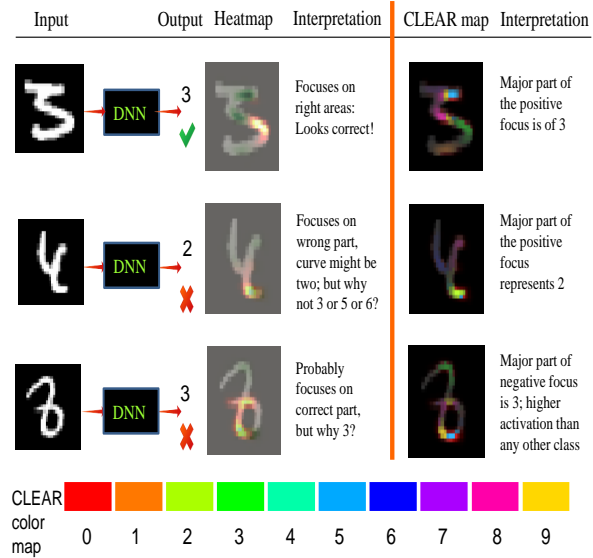 Input Output Heatmap Interpretation CLEAR map Interpretation
DNN
3
Focuses on
right areas:
Looks correct!
Major part of
the positive
focus is of 3
DNN
2
Focuses on
wrong part,
curve might be
two; but why
not 3 or 5 or 6?
Major part of
the positive
focus
represents 2
DNN
3
Probably
focuses on
correct part,
but why 3?
Major part of
negative focus
is 3; higher
activation than
any other class
CLEAR
color
map
0 1 2 3 4 5 6 7 8 9